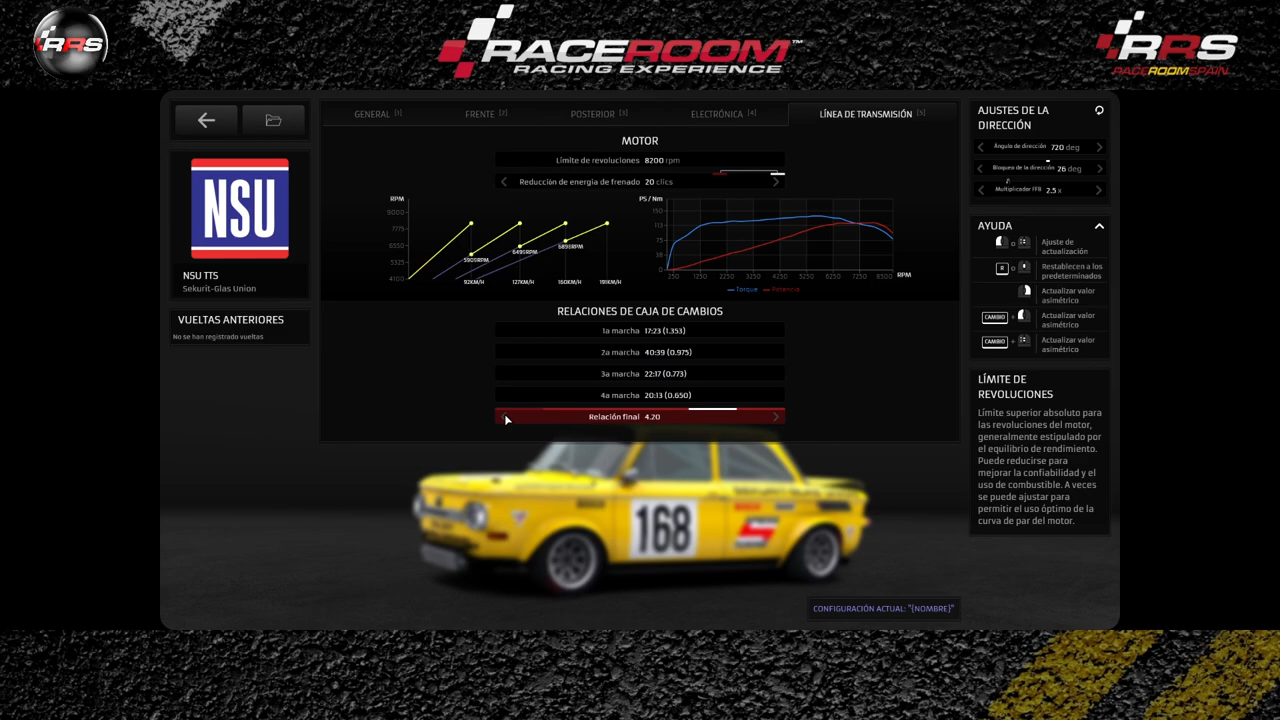 RRS
RACEROOM™
RACING EXPERIENCE
RRS
RACEROOMSPAIN
GENERAL [1]
FRENTE [2]
POSTERIOR [3]
ELECTRÓNICA [4]
LÍNEA DE TRANSMISIÓN [5]
NSU
NSU TTS
Sekurit-Glas Union
VUELTAS ANTERIORES
No se han registrado vueltas
MOTOR
Límite de revoluciones 8200 rpm
Reducción de energía de frenado 20 clics
RPM
9000
7775
6550
5325
4100
5905RPM
6495RPM
6895RPM
92KM/H 127KM/H 160KM/H 191KM/H
PS / Nm
150
113
75
38
0
250 1250 2250 3250 4250 5250 6250 7250 8500 RPM
Torque Potencia
RELACIONES DE CAJA DE CAMBIOS
1a marcha 17:23 (1.353)
2a marcha 40:39 (0.975)
3a marcha 22:17 (0.773)
4a marcha 20:13 (0.650)
Relación final 4.20
168
CONFIGURACIÓN ACTUAL: "{NOMBRE}"
AJUSTES DE LA
DIRECCIÓN
Ángulo de dirección 720 deg
Bloqueo de la dirección 26 deg
Multiplicador FFB 2.5 x
AYUDA
o
Ajuste de
actualización
R o
Restablecen a los
predeterminados
Actualizar valor
asimétrico
CAMBIO +
Actualizar valor
asimétrico
CAMBIO +
Actualizar valor
asimétrico
LÍMITE DE
REVOLUCIONES
Límite superior absoluto para
las revoluciones del motor,
generalmente estipulado por
el equilibrio de rendimiento.
Puede reducirse para
mejorar la confiabilidad y el
uso de combustible. A veces
se puede ajustar para
permitir el uso óptimo de la
curva de par del motor.